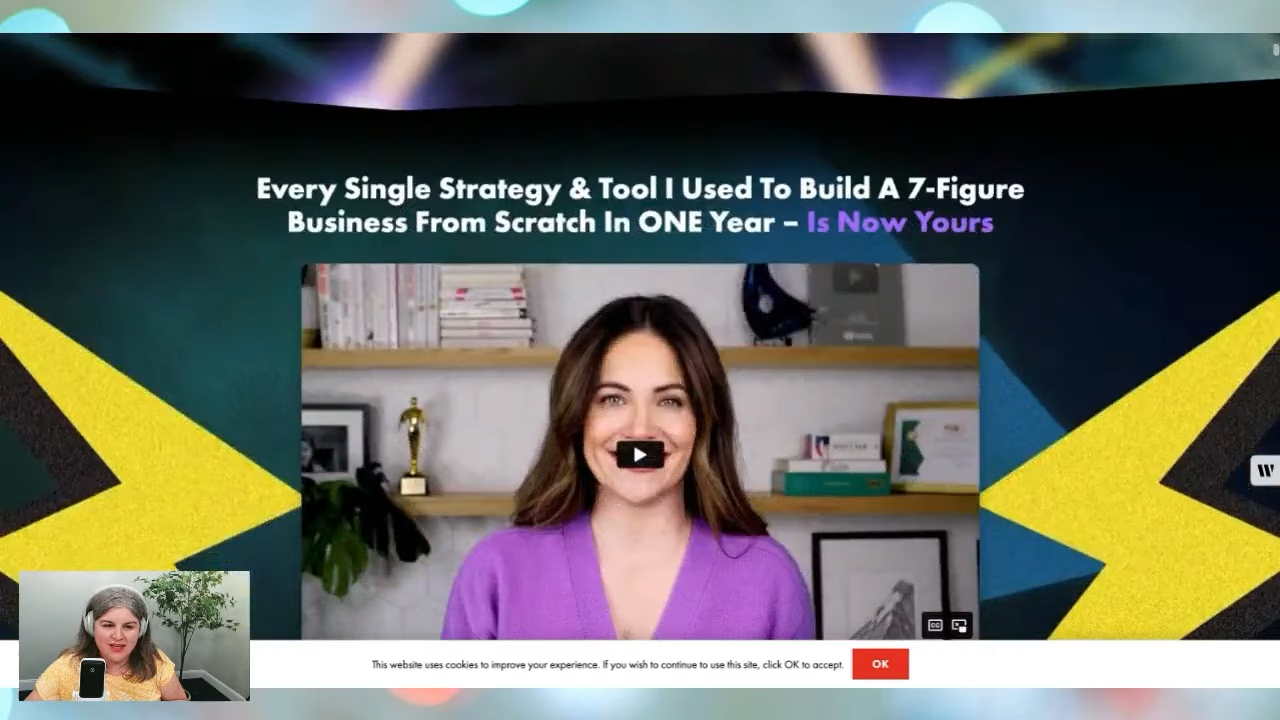 Every Single Strategy & Tool I Used To Build A 7-Figure
Business From Scratch In ONE Year – Is Now Yours
W
CC
This website uses cookies to improve your experience. If you wish to continue to use this site, click OK to accept.
OK